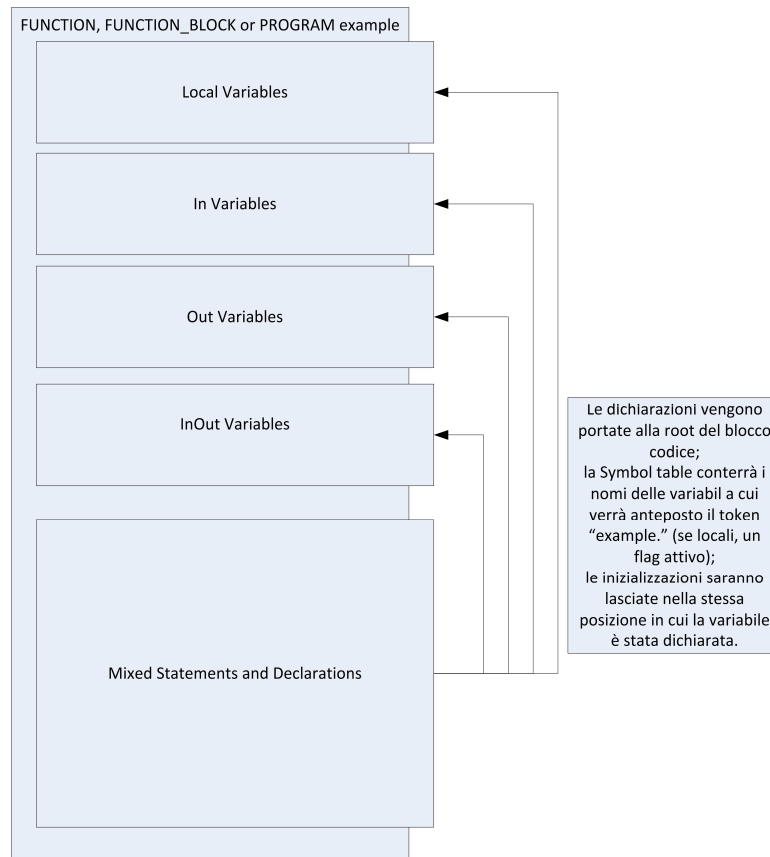 FUNCTION, FUNCTION_BLOCK or PROGRAM example
Local Variables
In Variables
Out Variables
InOut Variables
Mixed Statements and Declarations
Le dichiarazioni vengono
portate alla root del blocco
codice;
la Symbol table conterrà i
nomi delle variabil a cui
verrà anteposto il token
“example.” (se locali, un
flag attivo);
le inizializzazioni saranno
lasciate nella stessa
posizione in cui la variabile
è stata dichiarata.